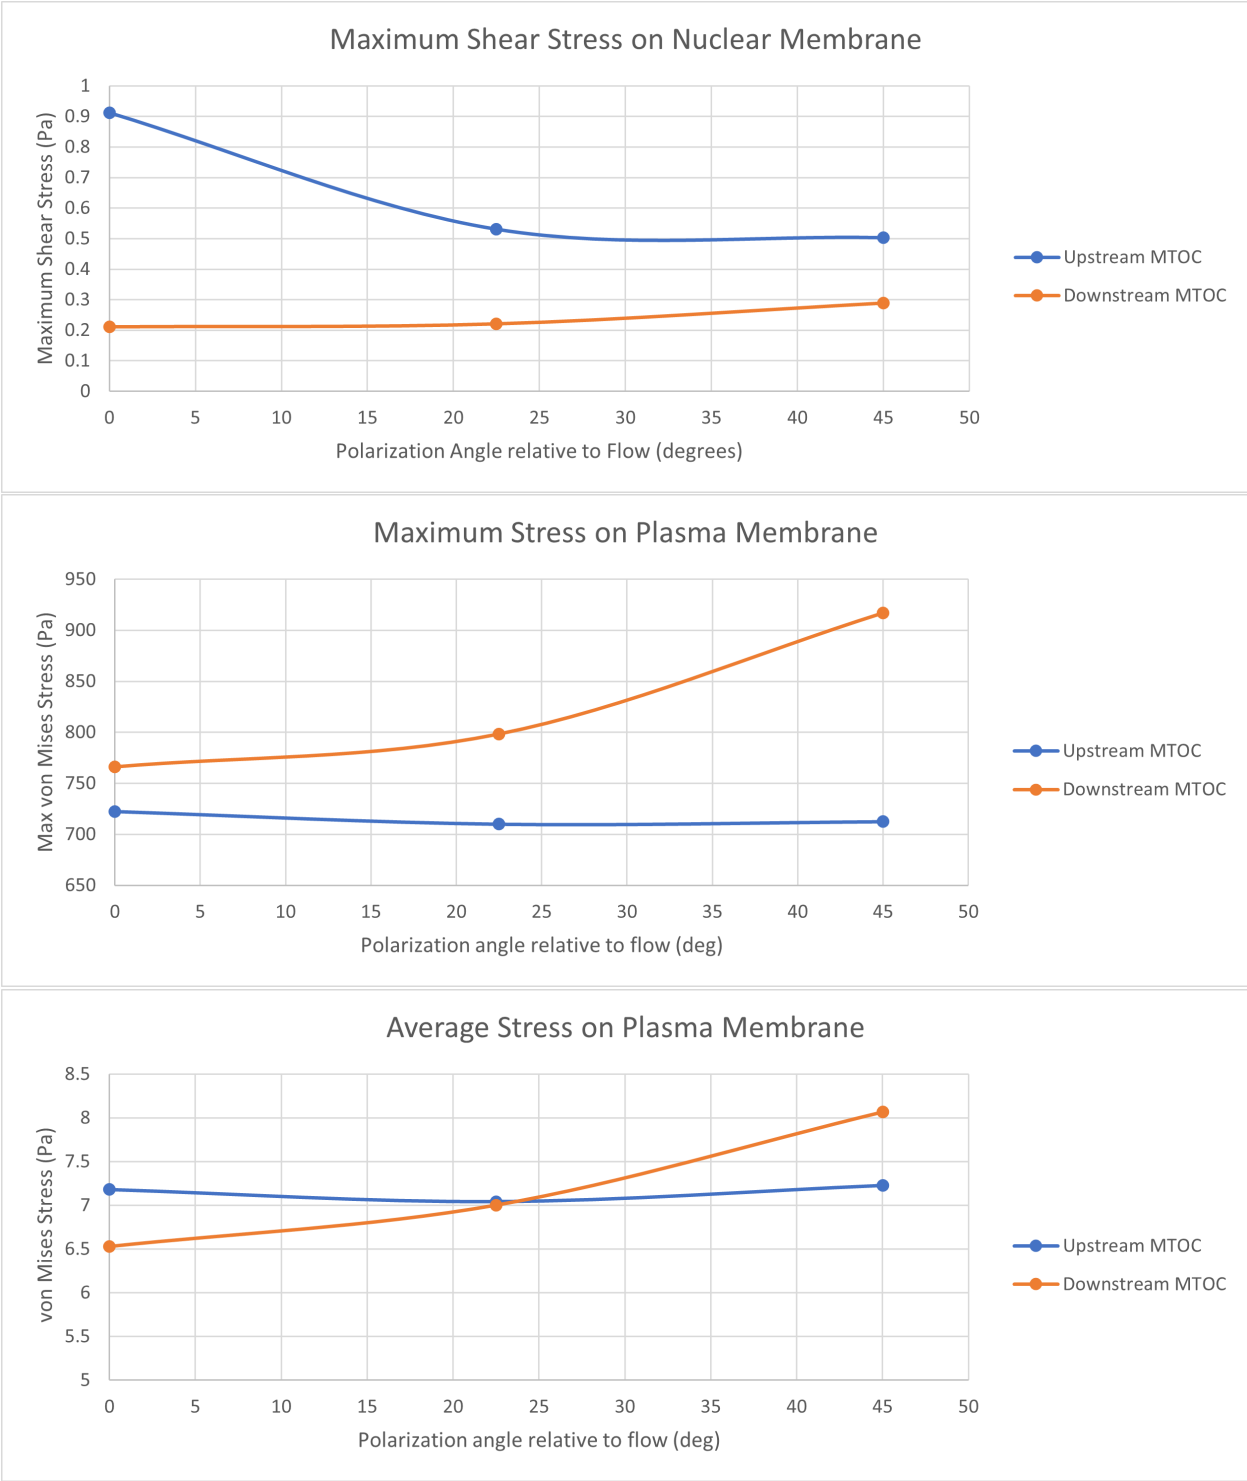 Maximum Shear Stress on Nuclear Membrane
Maximum Shear Stress (Pa)
1
0.9
0.8
0.7
0.6
0.5
0.4
0.3
0.2
0.1
0
0 5 10 15 20 25 30 35 40 45 50
Polarization Angle relative to Flow (degrees)
Upstream MTOC
Downstream MTOC
Maximum Stress on Plasma Membrane
Max von Mises Stress (Pa)
950
900
850
800
750
700
650
0 5 10 15 20 25 30 35 40 45 50
Polarization angle relative to flow (deg)
Upstream MTOC
Downstream MTOC
Average Stress on Plasma Membrane
von Mises Stress (Pa)
8.5
8
7.5
7
6.5
6
5.5
5
0 5 10 15 20 25 30 35 40 45 50
Polarization angle relative to flow (deg)
Upstream MTOC
Downstream MTOC